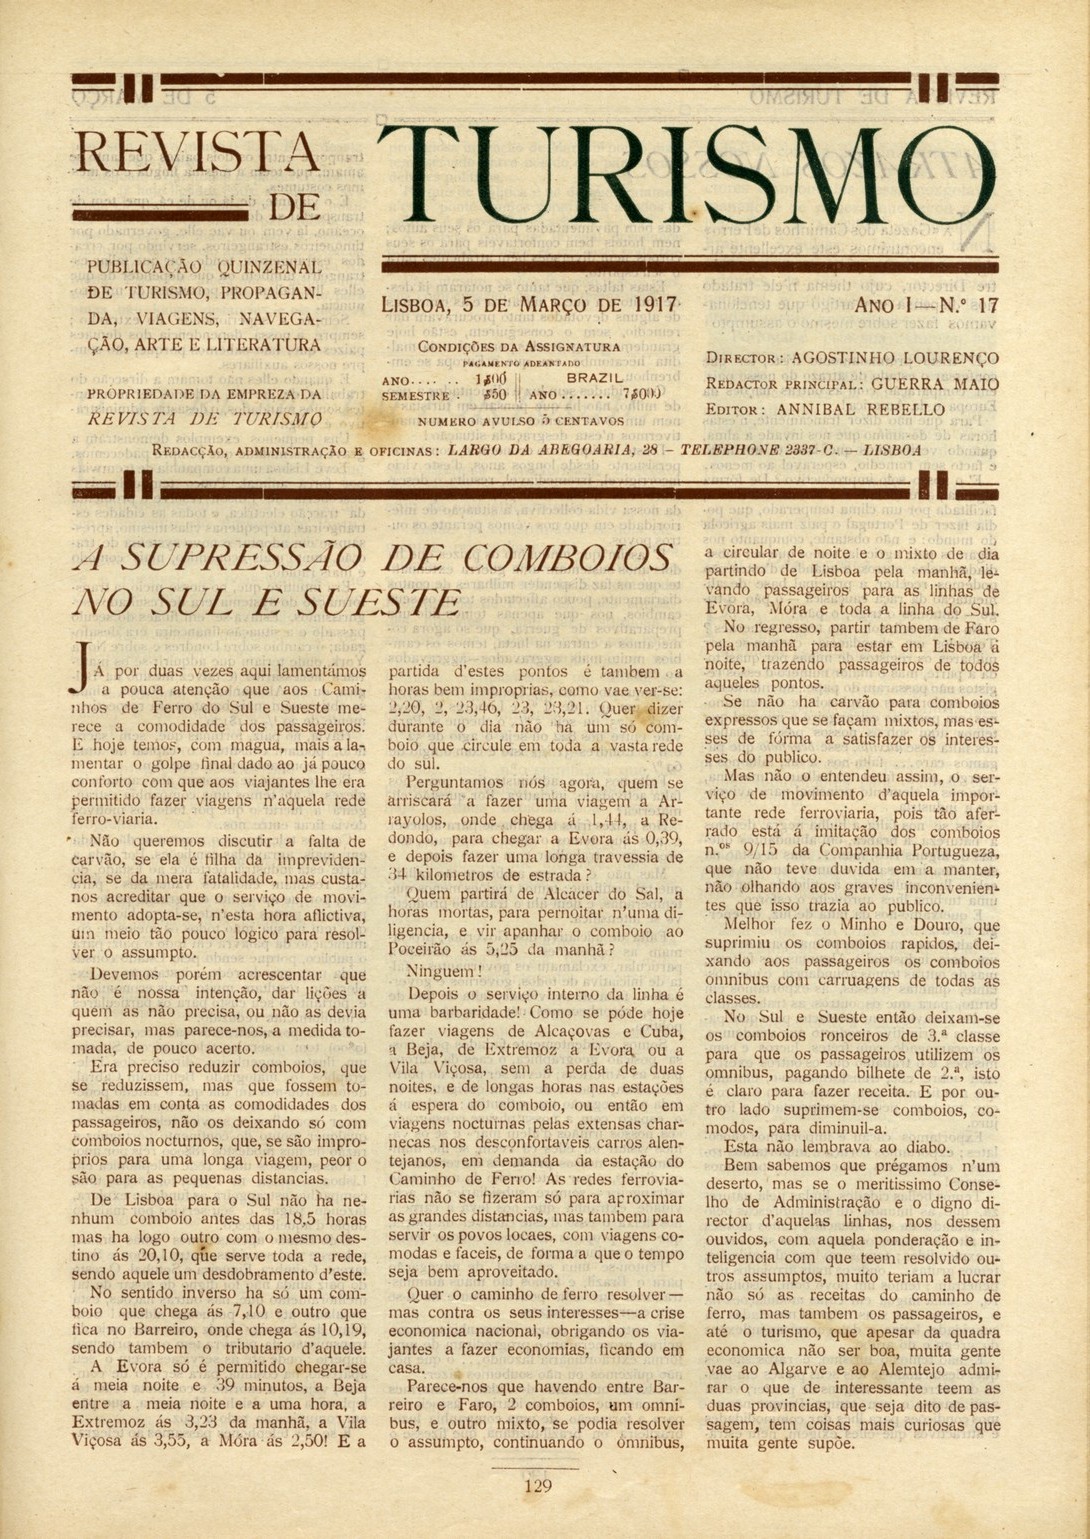 REVISTA
DE
TURISMO
PUBLICAÇÃO QUINZENAL
DE TURISMO, PROPAGAN-
DA, VIAGENS, NAVEGA-
ÇÃO, ARTE E LITERATURA
PROPRIEDADE DA EMPREZA DA
REVISTA DE TURISMO
LISBOA, 5 DE MARÇO DE 1917
ANO I—N.º 17
CONDIÇÕES DA ASSIGNATURA
PAGAMENTO ADEANTADO
ANO.... .. 1$00 || BRAZIL
SEMESTRE . $50 || ANO ....... 7$000
NUMERO AVULSO 5 CENTAVOS
DIRECTOR: AGOSTINHO LOURENÇO
REDACTOR PRINCIPAL: GUERRA MAIO
EDITOR: ANNIBAL REBELLO
REDACÇÃO, ADMINISTRAÇÃO E OFICINAS: LARGO DA ABEGOARIA, 28 – TELEPHONE 2337-C. — LISBOA
A SUPRESSÃO DE COMBOIOS
NO SUL E SUESTE
JÁ por duas vezes aqui lamentámos
a pouca atenção que aos Cami-
nhos de Ferro do Sul e Sueste me-
rece a comodidade dos passageiros.
E hoje temos, com magua, mais a la-
mentar o golpe final dado ao já pouco
conforto com que aos viajantes lhe era
permitido fazer viagens n'aquela rede
ferro-viaria.
Não queremos discutir a falta de
carvão, se ela é filha da impreviden-
cia, se da mera fatalidade, mas custa-
nos acreditar que o serviço de movi-
mento adopta-se, n'esta hora aflictiva,
um meio tão pouco logico para resol-
ver o assumpto.
Devemos porém acrescentar que
não é nossa intenção, dar lições a
quem as não precisa, ou não as devia
precisar, mas parece-nos, a medida to-
mada, de pouco acerto.
Era preciso reduzir comboios, que
se reduzissem, mas que fossem to-
madas em conta as comodidades dos
passageiros, não os deixando só com
comboios nocturnos, que, se são impro-
prios para uma longa viagem, peor o
são para as pequenas distancias.
De Lisboa para o Sul não ha ne-
nhum comboio antes das 18,5 horas
mas ha logo outro com o mesmo des-
tino ás 20,10, que serve toda a rede,
sendo aquele um desdobramento d'este.
No sentido inverso ha só um com-
boio que chega ás 7,10 e outro que
fica no Barreiro, onde chega ás 10,19,
sendo tambem o tributario d'aquele.
A Evora só é permitido chegar-se
á meia noite e 39 minutos, a Beja
entre a meia noite e a uma hora, a
Extremoz ás 3,23 da manhã, a Vila
Viçosa ás 3,55, a Móra ás 2,50! E a
partida d'estes pontos é tambem a
horas bem improprias, como vae ver-se:
2,20, 2, 23,46, 23, 23,21. Quer dizer
durante o dia não ha um só com-
boio que circule em toda a vasta rede
do sul.
Perguntamos nós agora, quem se
arriscará a fazer uma viagem a Ar-
rayolos, onde chega á 1,44, a Re-
dondo, para chegar a Evora ás 0,39,
e depois fazer uma longa travessia de
34 kilometros de estrada?
Quem partirá de Alcacer do Sal, a
horas mortas, para pernoitar n'uma di-
ligencia, e vir apanhar o comboio ao
Poceirão ás 5,25 da manhã?
Ninguem!
Depois o serviço interno da linha é
uma barbaridade! Como se póde hoje
fazer viagens de Alcaçovas e Cuba,
a Beja, de Extremoz a Evora ou a
Vila Viçosa, sem a perda de duas
noites, e de longas horas nas estações
á espera do comboio, ou então em
viagens nocturnas pelas extensas char-
necas nos desconfortaveis carros alen-
tejanos, em demanda da estação do
Caminho de Ferro! As redes ferrovia-
rias não se fizeram só para aproximar
as grandes distancias, mas tambem para
servir os povos locaes, com viagens co-
modas e faceis, de forma a que o tempo
seja bem aproveitado.
Quer o caminho de ferro resolver—
mas contra os seus interesses—a crise
economica nacional, obrigando os via-
jantes a fazer economias, ficando em
casa.
Parece-nos que havendo entre Bar-
reiro e Faro, 2 comboios, um omni-
bus, e outro mixto, se podia resolver
o assumpto, continuando o omnibus,
a circular de noite e o mixto de dia
partindo de Lisboa pela manhã, le-
vando passageiros para as linhas de
Evora, Móra e toda a linha do Sul.
No regresso, partir tambem de Faro
pela manhã para estar em Lisboa á
noite, trazendo passageiros de todos
aqueles pontos.
Se não ha carvão para comboios
expressos que se façam mixtos, mas es-
ses de fórma a satisfazer os interes-
ses do publico.
Mas não o entendeu assim, o ser-
viço de movimento d'aquela impor-
tante rede ferroviaria, pois tão afer-
rado está á imitação dos comboios
n.os 9/15 da Companhia Portugueza,
que não teve duvida em a manter,
não olhando aos graves inconvenien-
tes que isso trazia ao publico.
Melhor fez o Minho e Douro, que
suprimiu os comboios rapidos, dei-
xando aos passageiros os comboios
omnibus com carruagens de todas as
classes.
No Sul e Sueste então deixam-se
os comboios ronceiros de 3.ª classe
para que os passageiros utilizem os
omnibus, pagando bilhete de 2.ª, isto
é claro para fazer receita. E por ou-
tro lado suprimem-se comboios, co-
modos, para diminuil-a.
Esta não lembrava ao diabo.
Bem sabemos que prégamos n'um
deserto, mas se o meritissimo Conse-
lho de Administração e o digno di-
rector d'aquelas linhas, nos dessem
ouvidos, com aquela ponderação e in-
teligencia com que teem resolvido ou-
tros assumptos, muito teriam a lucrar
não só as receitas do caminho de
ferro, mas tambem os passageiros, e
até o turismo, que apesar da quadra
economica não ser boa, muita gente
vae ao Algarve e ao Alemtejo admi-
rar o que de interessante teem as
duas provincias, que seja dito de pas-
sagem, tem coisas mais curiosas que
muita gente supõe.
129